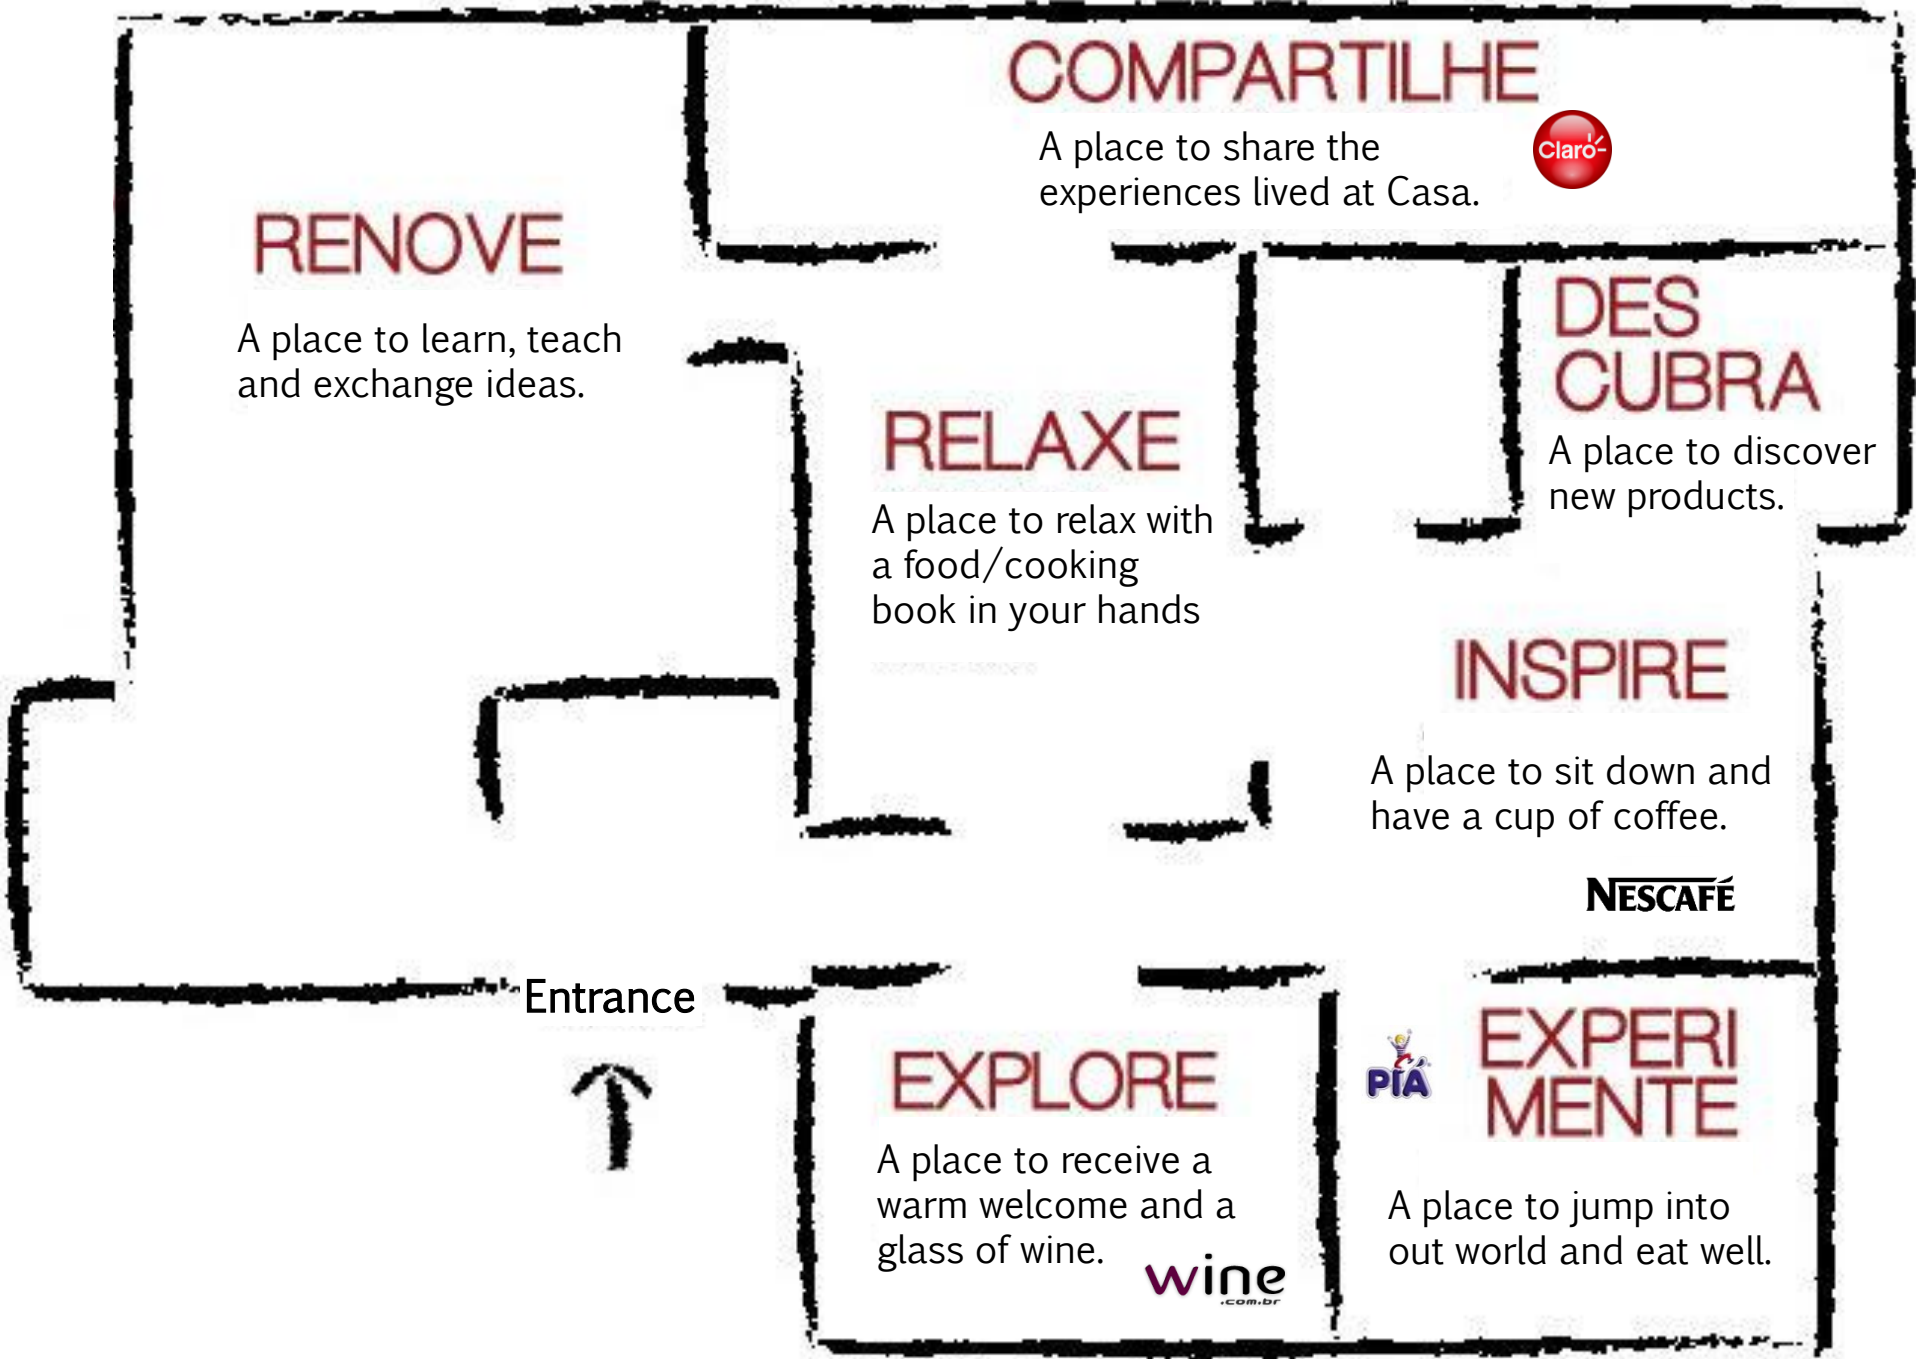 COMPARTILHE
A place to share the
experiences lived at Casa.
Claro
RENOVE
A place to learn, teach
and exchange ideas.
DES
CUBRA
A place to discover
new products.
RELAXE
A place to relax with
a food/cooking
book in your hands
INSPIRE
A place to sit down and
have a cup of coffee.
NESCAFÉ
Entrance
EXPLORE
A place to receive a
warm welcome and a
glass of wine.
wine
.com.br
PIÁ
EXPERI
MENTE
A place to jump into
out world and eat well.